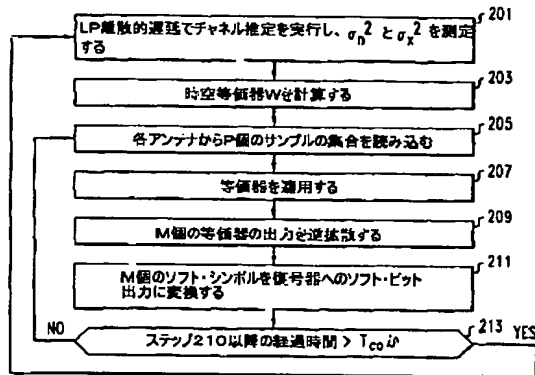 201
LP離散的遅延でチャネル推定を実行し、σn² と σx² を測定
する
203
時空等価器Wを計算する
205
各アンテナからP個のサンプルの集合を読み込む
207
等価器を適用する
209
M個の等価器の出力を逆拡散する
211
M個のソフト・シンボルを復号器へのソフト・ビット
出力に変換する
213
NO
ステップ210以降の経過時間 > Tco か
YES